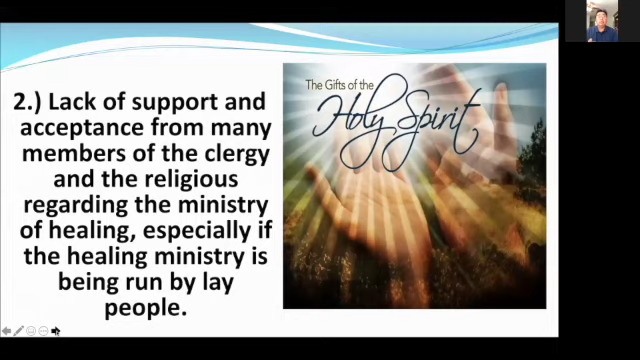 2.) Lack of support and
acceptance from many
members of the clergy
and the religious
regarding the ministry
of healing, especially if
the healing ministry is
being run by lay
people.
The Gifts of the
Holy Spirit